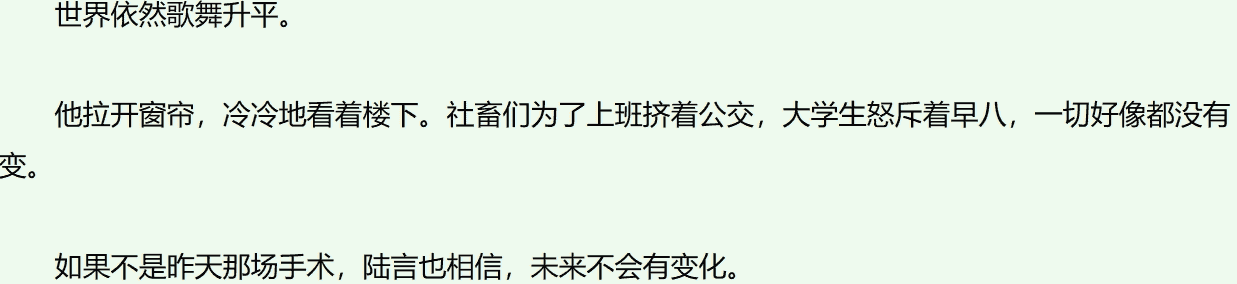 世界依然歌舞升平。
他拉开窗帘，冷冷地看着楼下。社畜们为了上班挤着公交，大学生怒斥着早八，一切好像都没有
变。
如果不是昨天那场手术，陆言也相信，未来不会有变化。